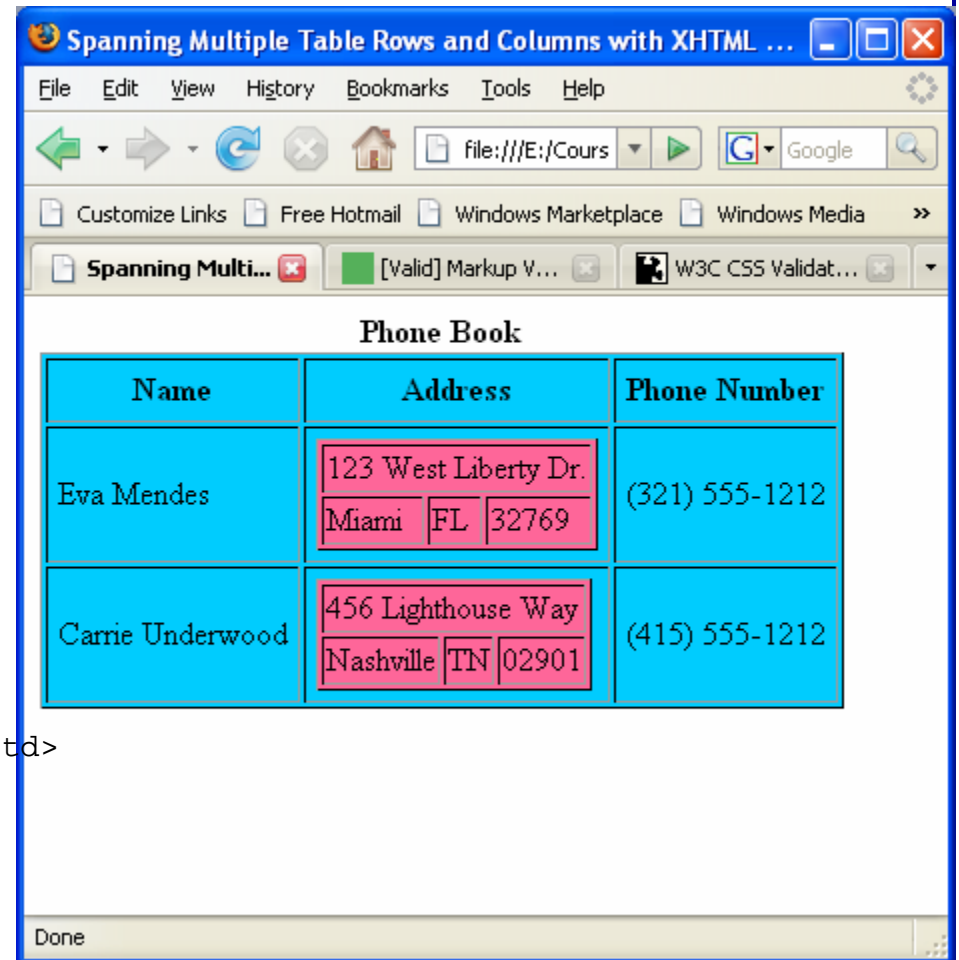 Spanning Multiple Table Rows and Columns with XHTML ...
File Edit View History Bookmarks Tools Help
file:///E:/Cours G Google
Customize Links Free Hotmail Windows Marketplace Windows Media »
Spanning Multi... [Valid] Markup V... W3C CSS Validat...
Phone Book
Name Address Phone Number
123 West Liberty Dr.
Eva Mendes (321) 555-1212
Miami FL 32769
456 Lighthouse Way
Carrie Underwood (415) 555-1212
Nashville TN 02901
td>
Done